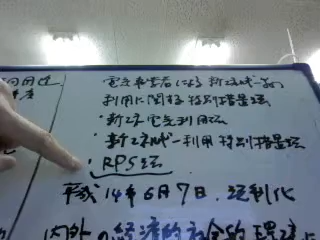 電気事業者による新エネルギー等の
利用に関する特別措置法
・新エネ電気利用法
・新エネルギー利用特別措置法
・RPS法
平成14年6月7日、法制化
内外の経済的社会的環境に